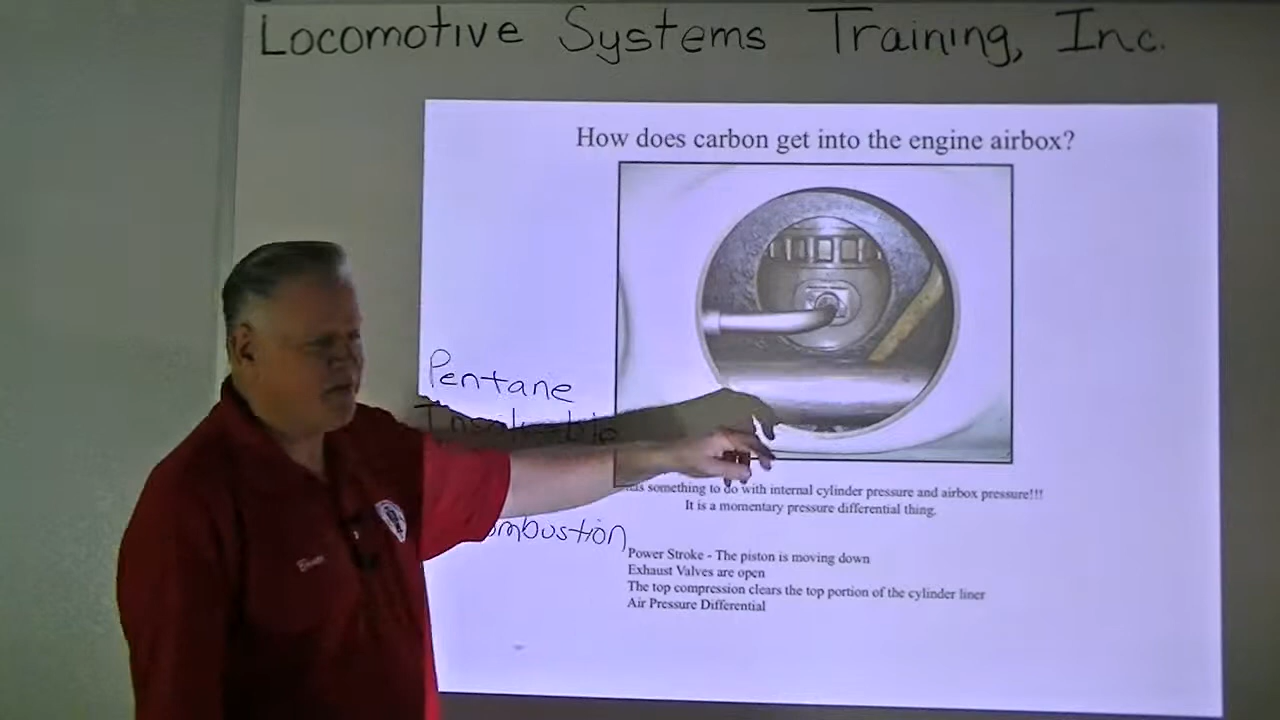 Locomotive Systems Training, Inc.
How does carbon get into the engine airbox?
Pentane
something to do with internal cylinder pressure and airbox pressure!!!
It is a momentary pressure differential thing.
Power Stroke - The piston is moving down
Exhaust Valves are open
The top compression clears the top portion of the cylinder liner
Air Pressure Differential